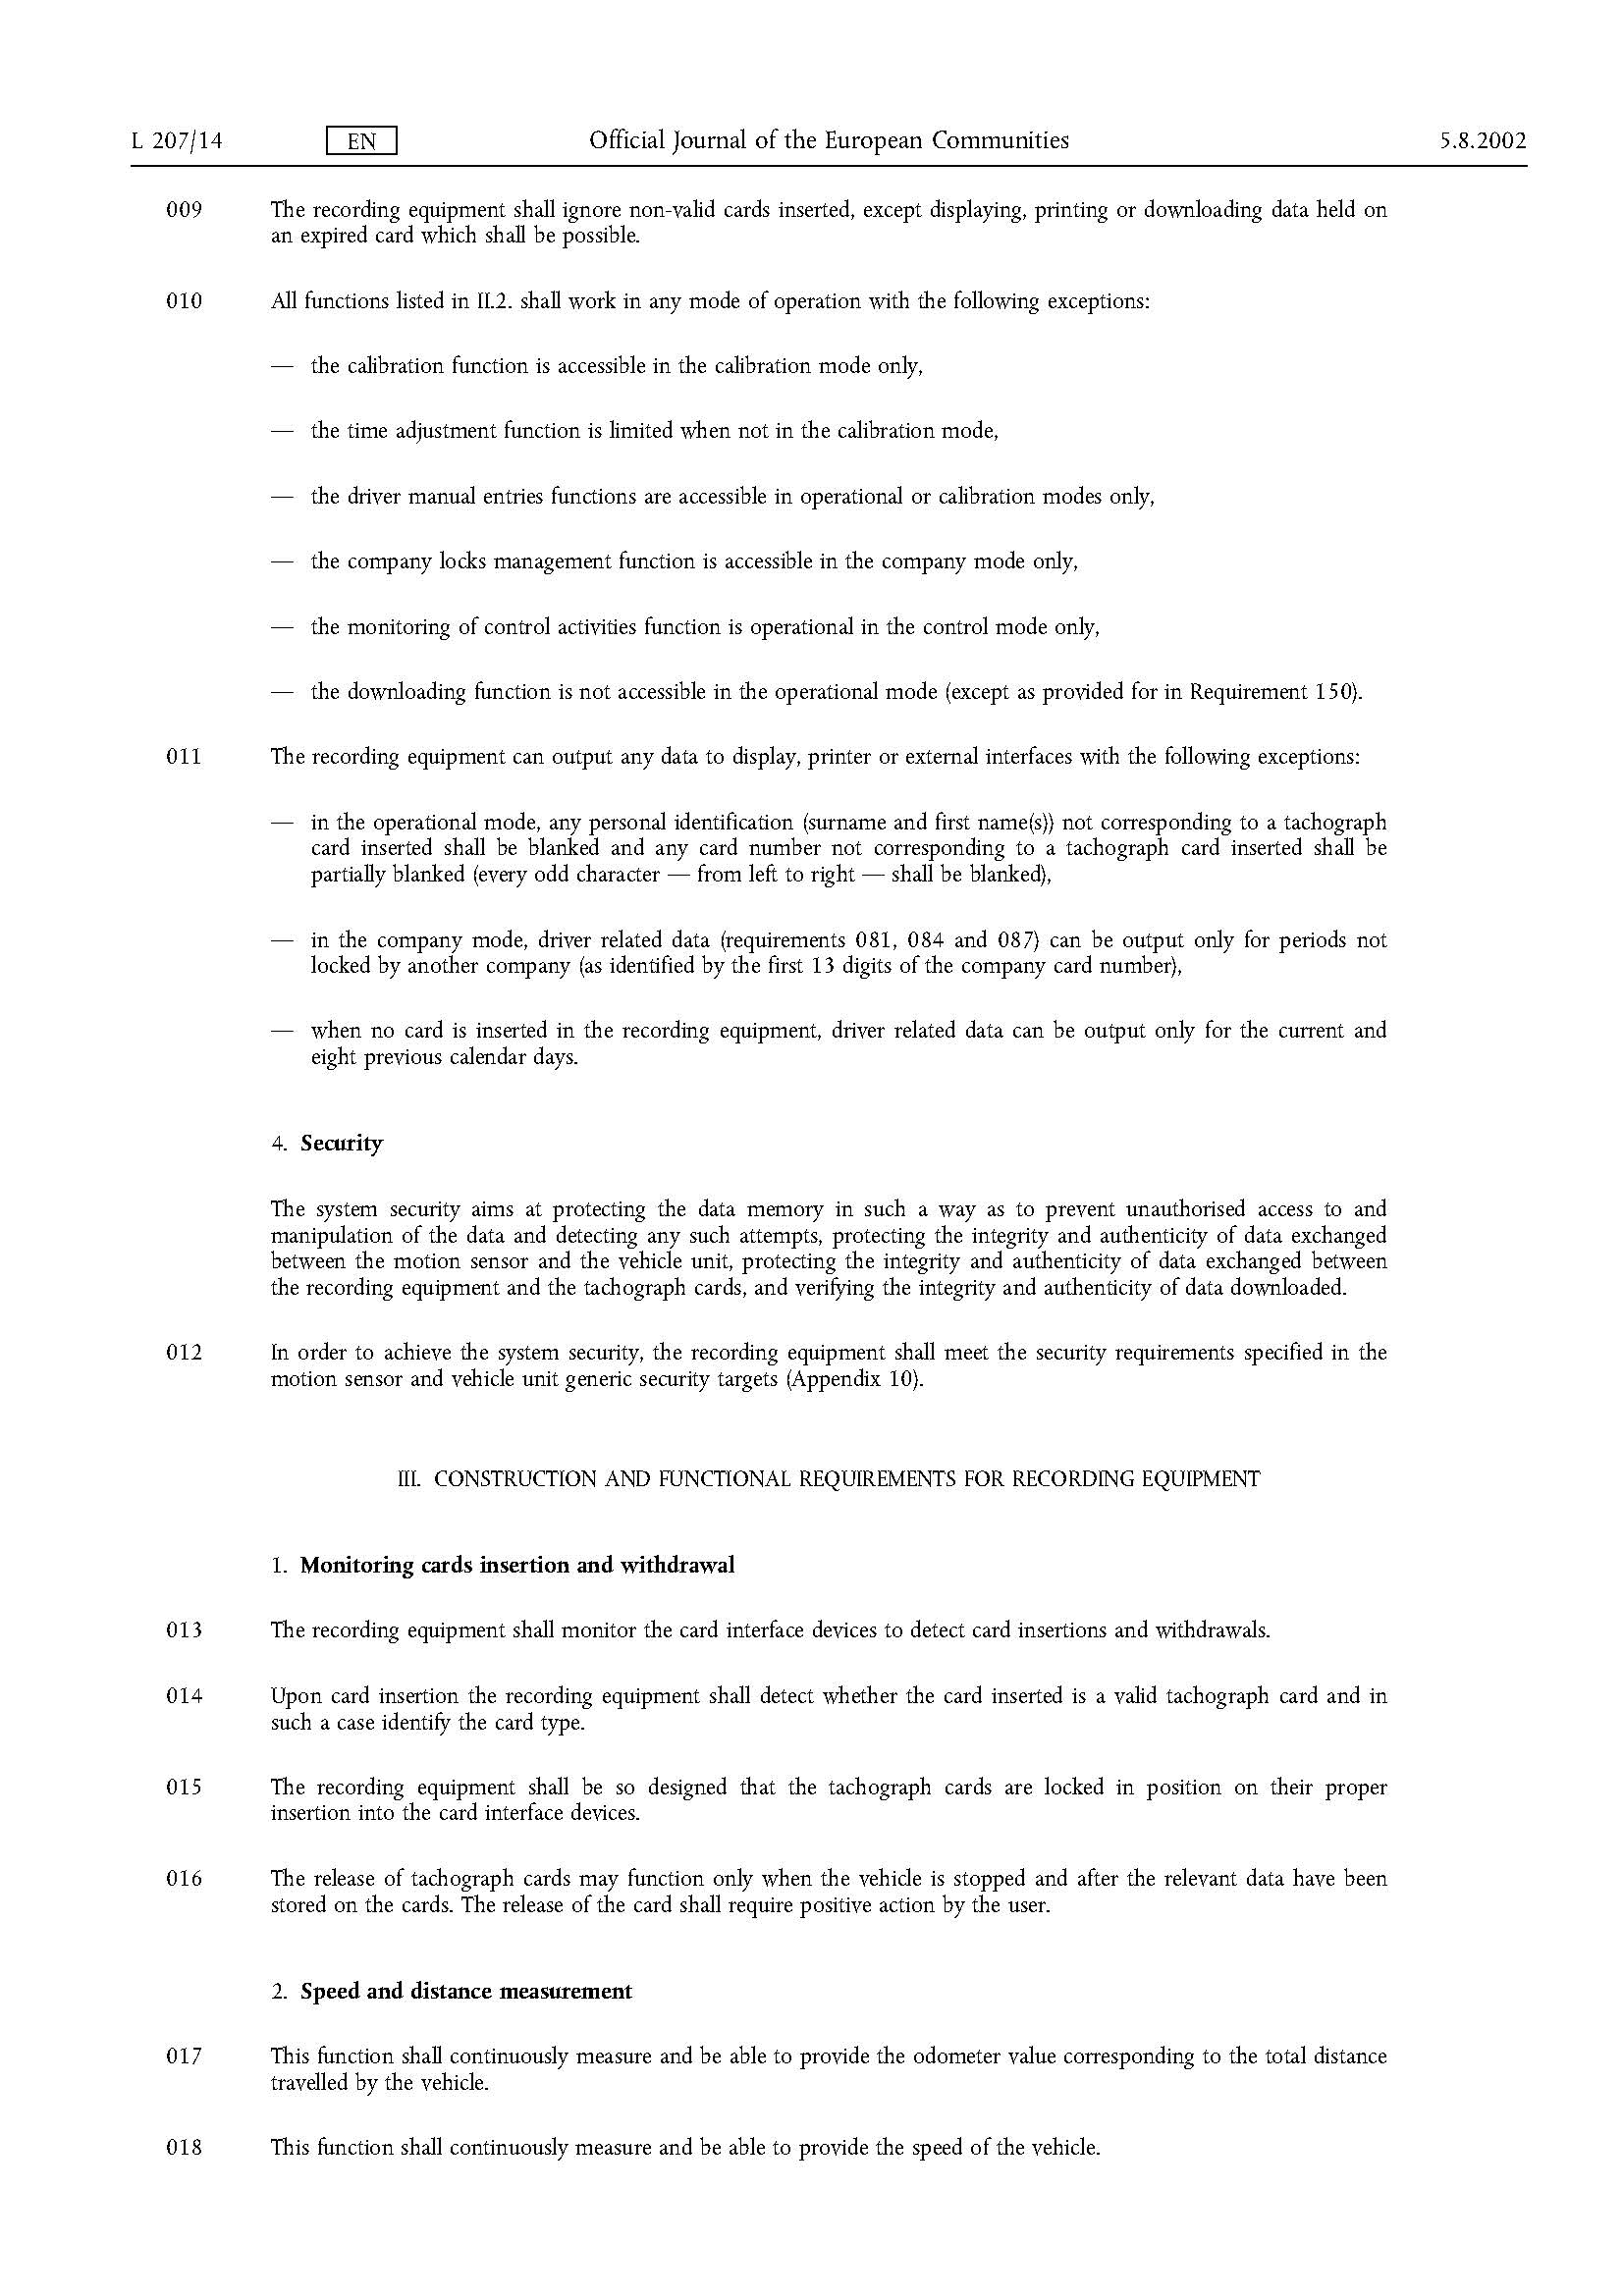 L 207/14 EN Official Journal of the European Communities 5.8.2002
009 The recording equipment shall ignore non-valid cards inserted, except displaying, printing or downloading data held on
an expired card which shall be possible.
010 All functions listed in II.2. shall work in any mode of operation with the following exceptions:
— the calibration function is accessible in the calibration mode only,
— the time adjustment function is limited when not in the calibration mode,
— the driver manual entries functions are accessible in operational or calibration modes only,
— the company locks management function is accessible in the company mode only,
— the monitoring of control activities function is operational in the control mode only,
— the downloading function is not accessible in the operational mode (except as provided for in Requirement 150).
011 The recording equipment can output any data to display, printer or external interfaces with the following exceptions:
— in the operational mode, any personal identification (surname and first name(s)) not corresponding to a tachograph
card inserted shall be blanked and any card number not corresponding to a tachograph card inserted shall be
partially blanked (every odd character — from left to right — shall be blanked),
— in the company mode, driver related data (requirements 081, 084 and 087) can be output only for periods not
locked by another company (as identified by the first 13 digits of the company card number),
— when no card is inserted in the recording equipment, driver related data can be output only for the current and
eight previous calendar days.
4. Security
The system security aims at protecting the data memory in such a way as to prevent unauthorised access to and
manipulation of the data and detecting any such attempts, protecting the integrity and authenticity of data exchanged
between the motion sensor and the vehicle unit, protecting the integrity and authenticity of data exchanged between
the recording equipment and the tachograph cards, and verifying the integrity and authenticity of data downloaded.
012 In order to achieve the system security, the recording equipment shall meet the security requirements specified in the
motion sensor and vehicle unit generic security targets (Appendix 10).
III. CONSTRUCTION AND FUNCTIONAL REQUIREMENTS FOR RECORDING EQUIPMENT
1. Monitoring cards insertion and withdrawal
013 The recording equipment shall monitor the card interface devices to detect card insertions and withdrawals.
014 Upon card insertion the recording equipment shall detect whether the card inserted is a valid tachograph card and in
such a case identify the card type.
015 The recording equipment shall be so designed that the tachograph cards are locked in position on their proper
insertion into the card interface devices.
016 The release of tachograph cards may function only when the vehicle is stopped and after the relevant data have been
stored on the cards. The release of the card shall require positive action by the user.
2. Speed and distance measurement
017 This function shall continuously measure and be able to provide the odometer value corresponding to the total distance
travelled by the vehicle.
018 This function shall continuously measure and be able to provide the speed of the vehicle.